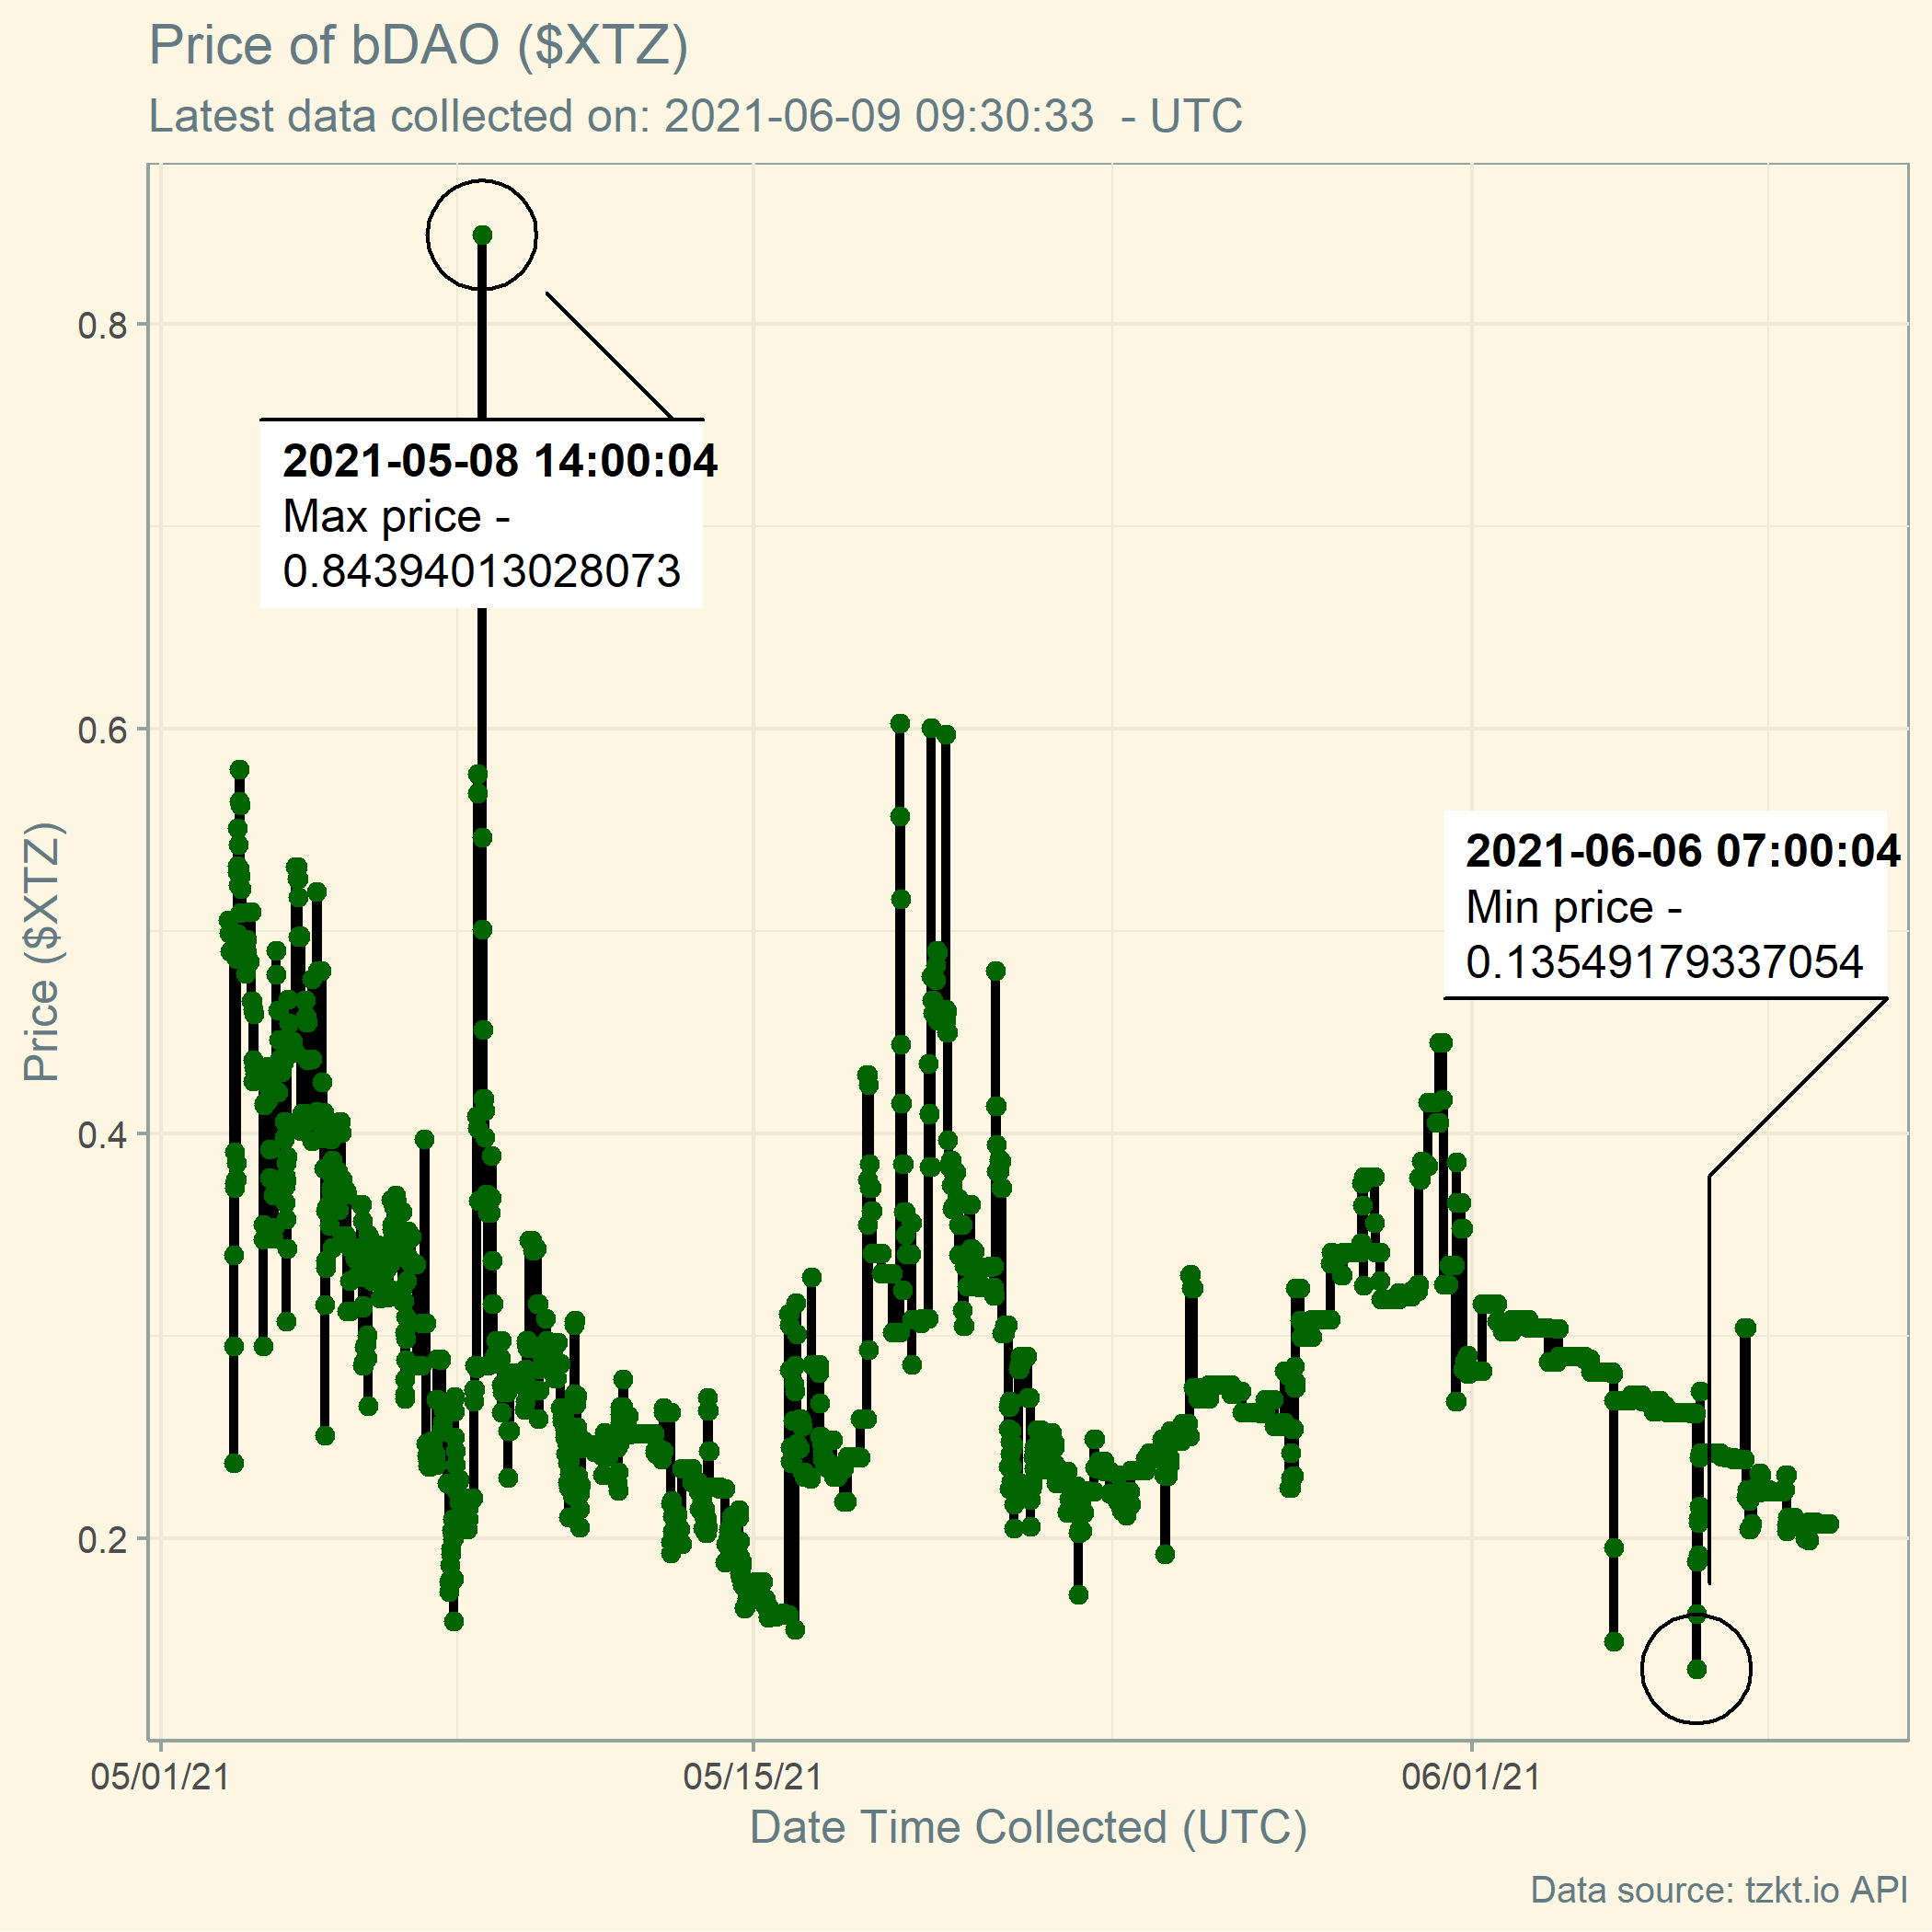 Price of bDAO ($XTZ)
Latest data collected on: 2021-06-09 09:30:33  - UTC
0.8
0.6
0.4
0.2
Price ($XTZ)
2021-05-08 14:00:04
Max price -
0.84394013028073
2021-06-06 07:00:04
Min price -
0.13549179337054
05/01/21
05/15/21
06/01/21
Date Time Collected (UTC)
Data source: tzkt.io API